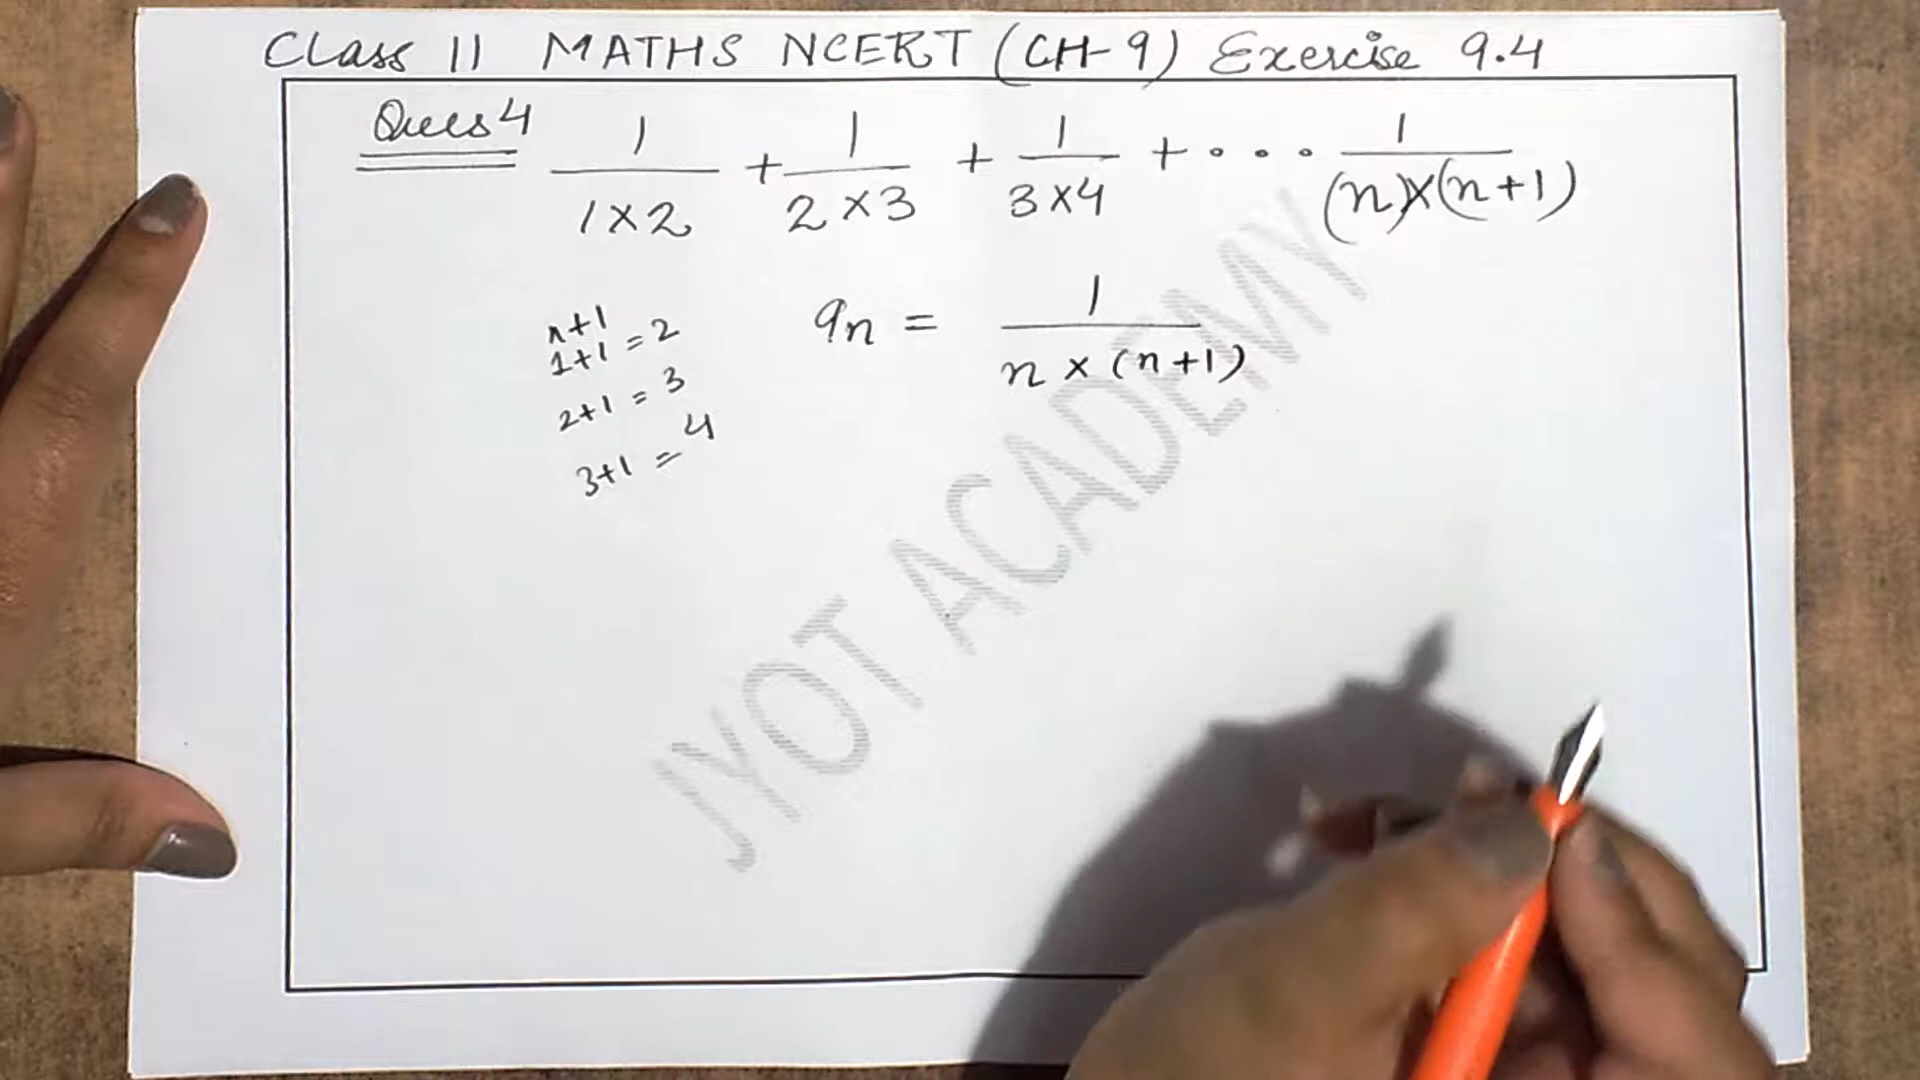 Class 11 MATHS NCERT (CH-9) Exercise 9.4
Ques 4 1/(1×2) + 1/(2×3) + 1/(3×4) + ... 1/((n)×(n+1))
n+1
1+1 = 2
2+1 = 3
3+1 = 4
an = 1/(n × (n+1))
JYOT ACADEMY